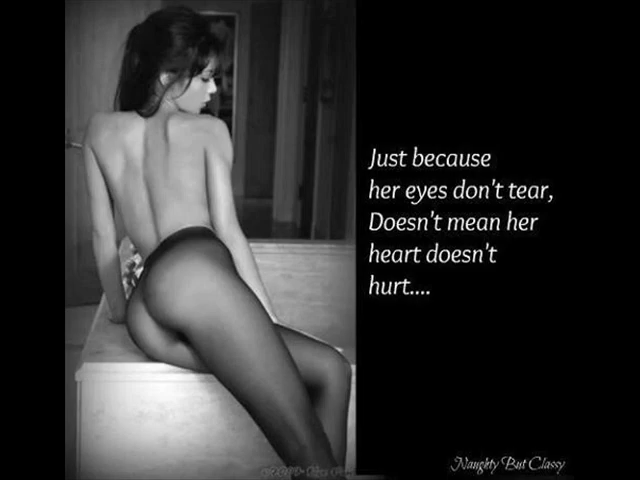 Just because
her eyes don't tear,
Doesn't mean her
heart doesn't
hurt....
Naughty But Classy